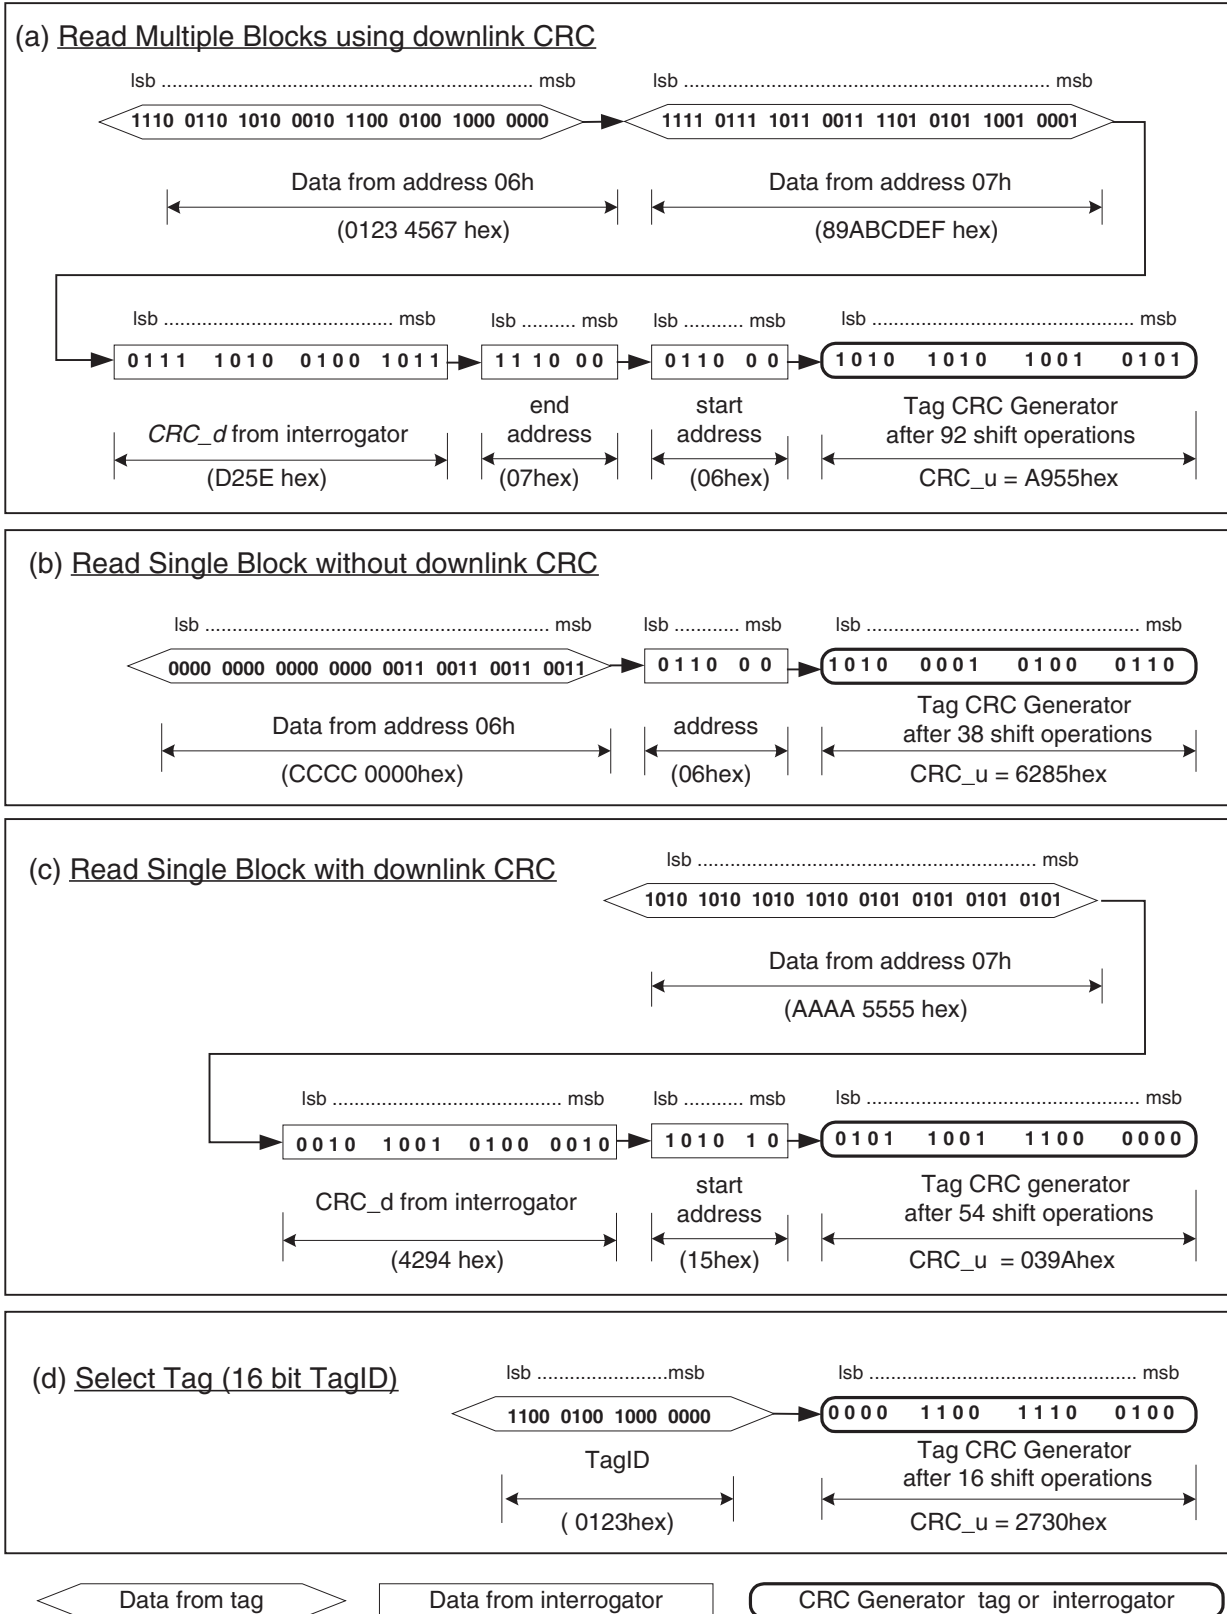 (a) Read Multiple Blocks using downlink CRC
lsb ..................................................................... msb
lsb .................................................................... msb
1110 0110 1010 0010 1100 0100 1000 0000
1111 0111 1011 0011 1101 0101 1001 0001
Data from address 06h
Data from address 07h
(0123 4567 hex)
(89ABCDEF hex)
lsb ........................................... msb
lsb .......... msb
lsb ........... msb
lsb ................................................. msb
0111 1010 0100 1011
11 10 00
0110 0 0
1010 1010 1001 0101
CRC_d from interrogator
end address
start address
Tag CRC Generator
after 92 shift operations
(D25E hex)
(07hex)
(06hex)
CRC_u = A955hex
(b) Read Single Block without downlink CRC
lsb ................................................................ msb
lsb ............ msb
lsb ................................................... msb
0000 0000 0000 0000 0011 0011 0011 0011
0110 0 0
1010 0001 0100 0110
Data from address 06h
address
Tag CRC Generator
after 38 shift operations
(CCCC 0000hex)
(06hex)
CRC_u = 6285hex
(c) Read Single Block with downlink CRC
lsb ............................................................... msb
1010 1010 1010 1010 0101 0101 0101 0101
Data from address 07h
(AAAA 5555 hex)
lsb ........................................... msb
lsb ........... msb
lsb ................................................... msb
0010 1001 0100 0010
1010 1 0
0101 1001 1100 0000
CRC_d from interrogator
start address
Tag CRC generator
after 54 shift operations
(4294 hex)
(15hex)
CRC_u = 039Ahex
(d) Select Tag (16 bit TagID)
lsb ........................msb
lsb .................................................. msb
1100 0100 1000 0000
0000 1100 1110 0100
TagID
Tag CRC Generator
after 16 shift operations
( 0123hex)
CRC_u = 2730hex
Data from tag
Data from interrogator
CRC Generator tag or interrogator